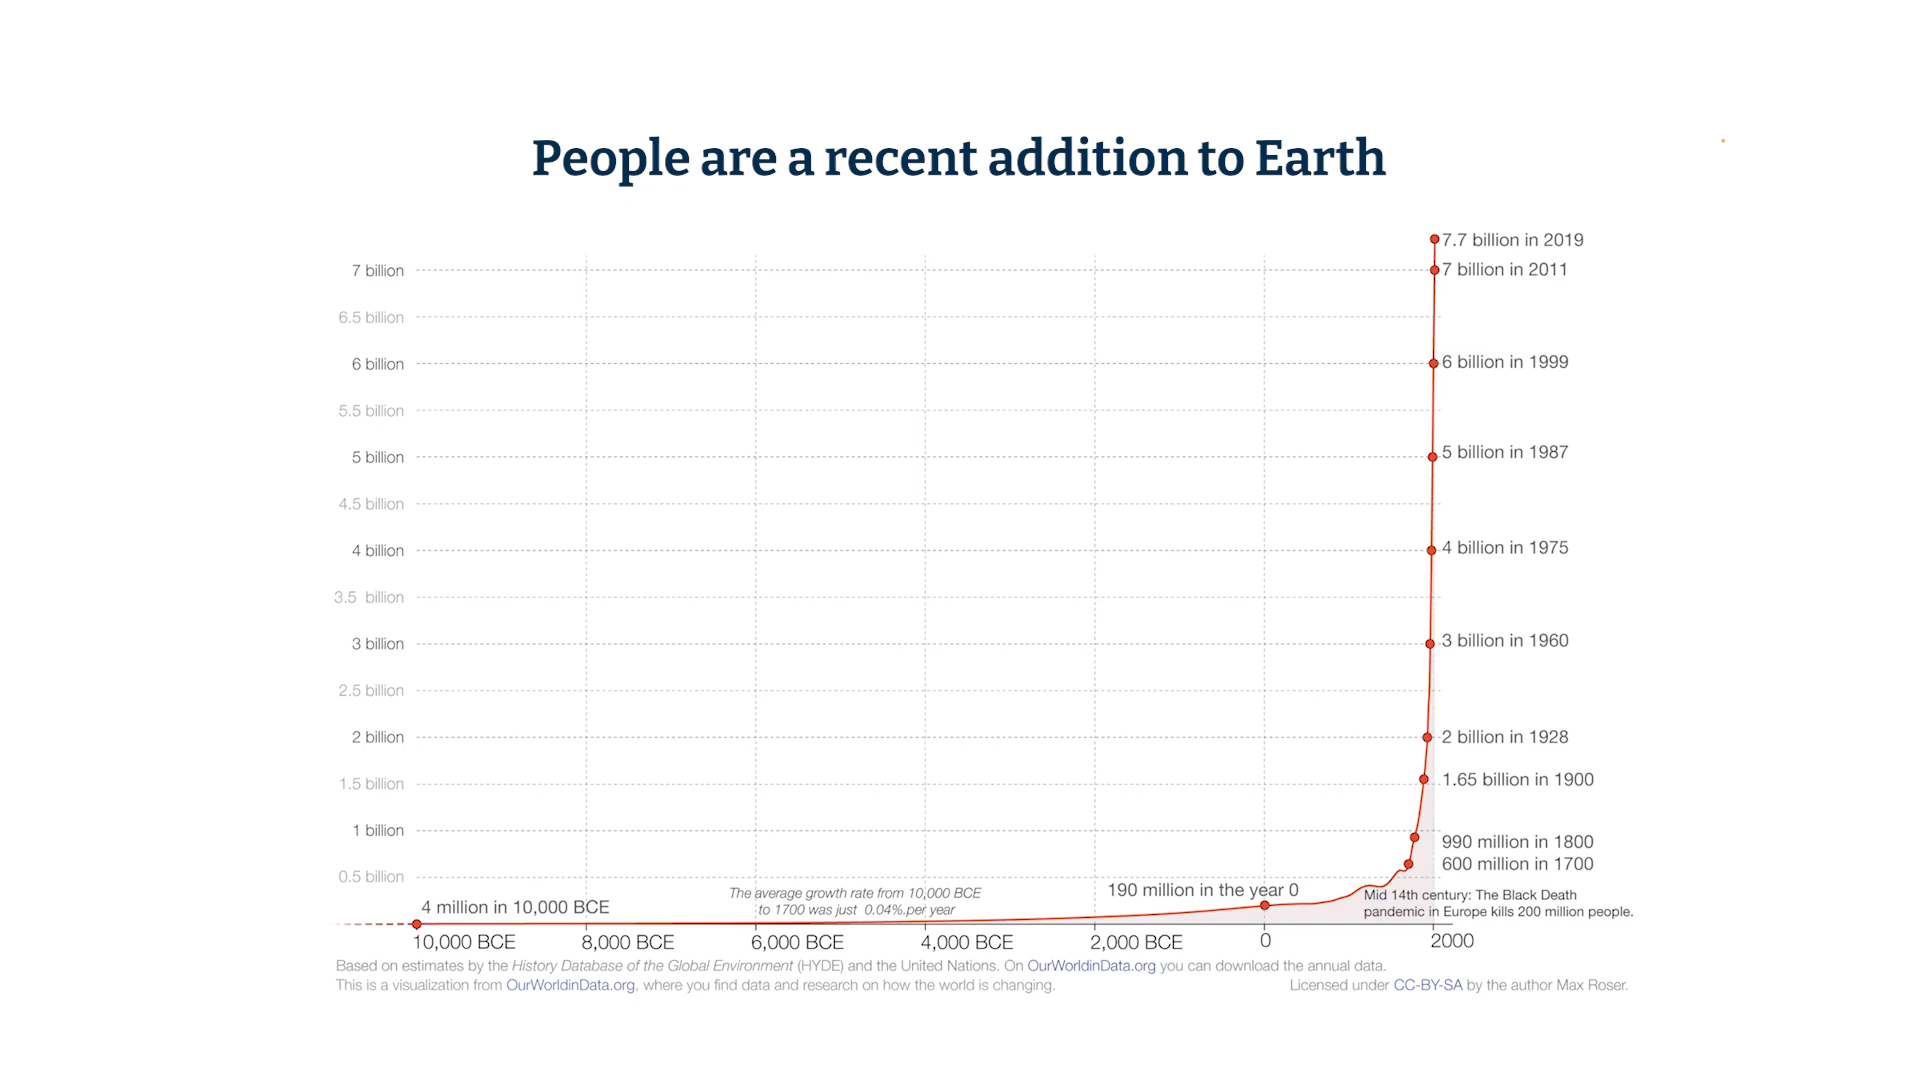 People are a recent addition to Earth
7.7 billion in 2019
7 billion
7 billion in 2011
6.5 billion
6 billion
6 billion in 1999
5.5 billion
5 billion
5 billion in 1987
4.5 billion
4 billion
4 billion in 1975
3.5 billion
3 billion
3 billion in 1960
2.5 billion
2 billion
2 billion in 1928
1.5 billion
1.65 billion in 1900
1 billion
990 million in 1800
600 million in 1700
0.5 billion
4 million in 10,000 BCE
The average growth rate from 10,000 BCE
to 1700 was just 0.04%.per year
190 million in the year 0
Mid 14th century: The Black Death
pandemic in Europe kills 200 million people.
10,000 BCE
8,000 BCE
6,000 BCE
4,000 BCE
2,000 BCE
0
2000
Based on estimates by the History Database of the Global Environment (HYDE) and the United Nations. On OurWorldinData.org you can download the annual data.
This is a visualization from OurWorldinData.org, where you find data and research on how the world is changing.
Licensed under CC-BY-SA by the author Max Roser.